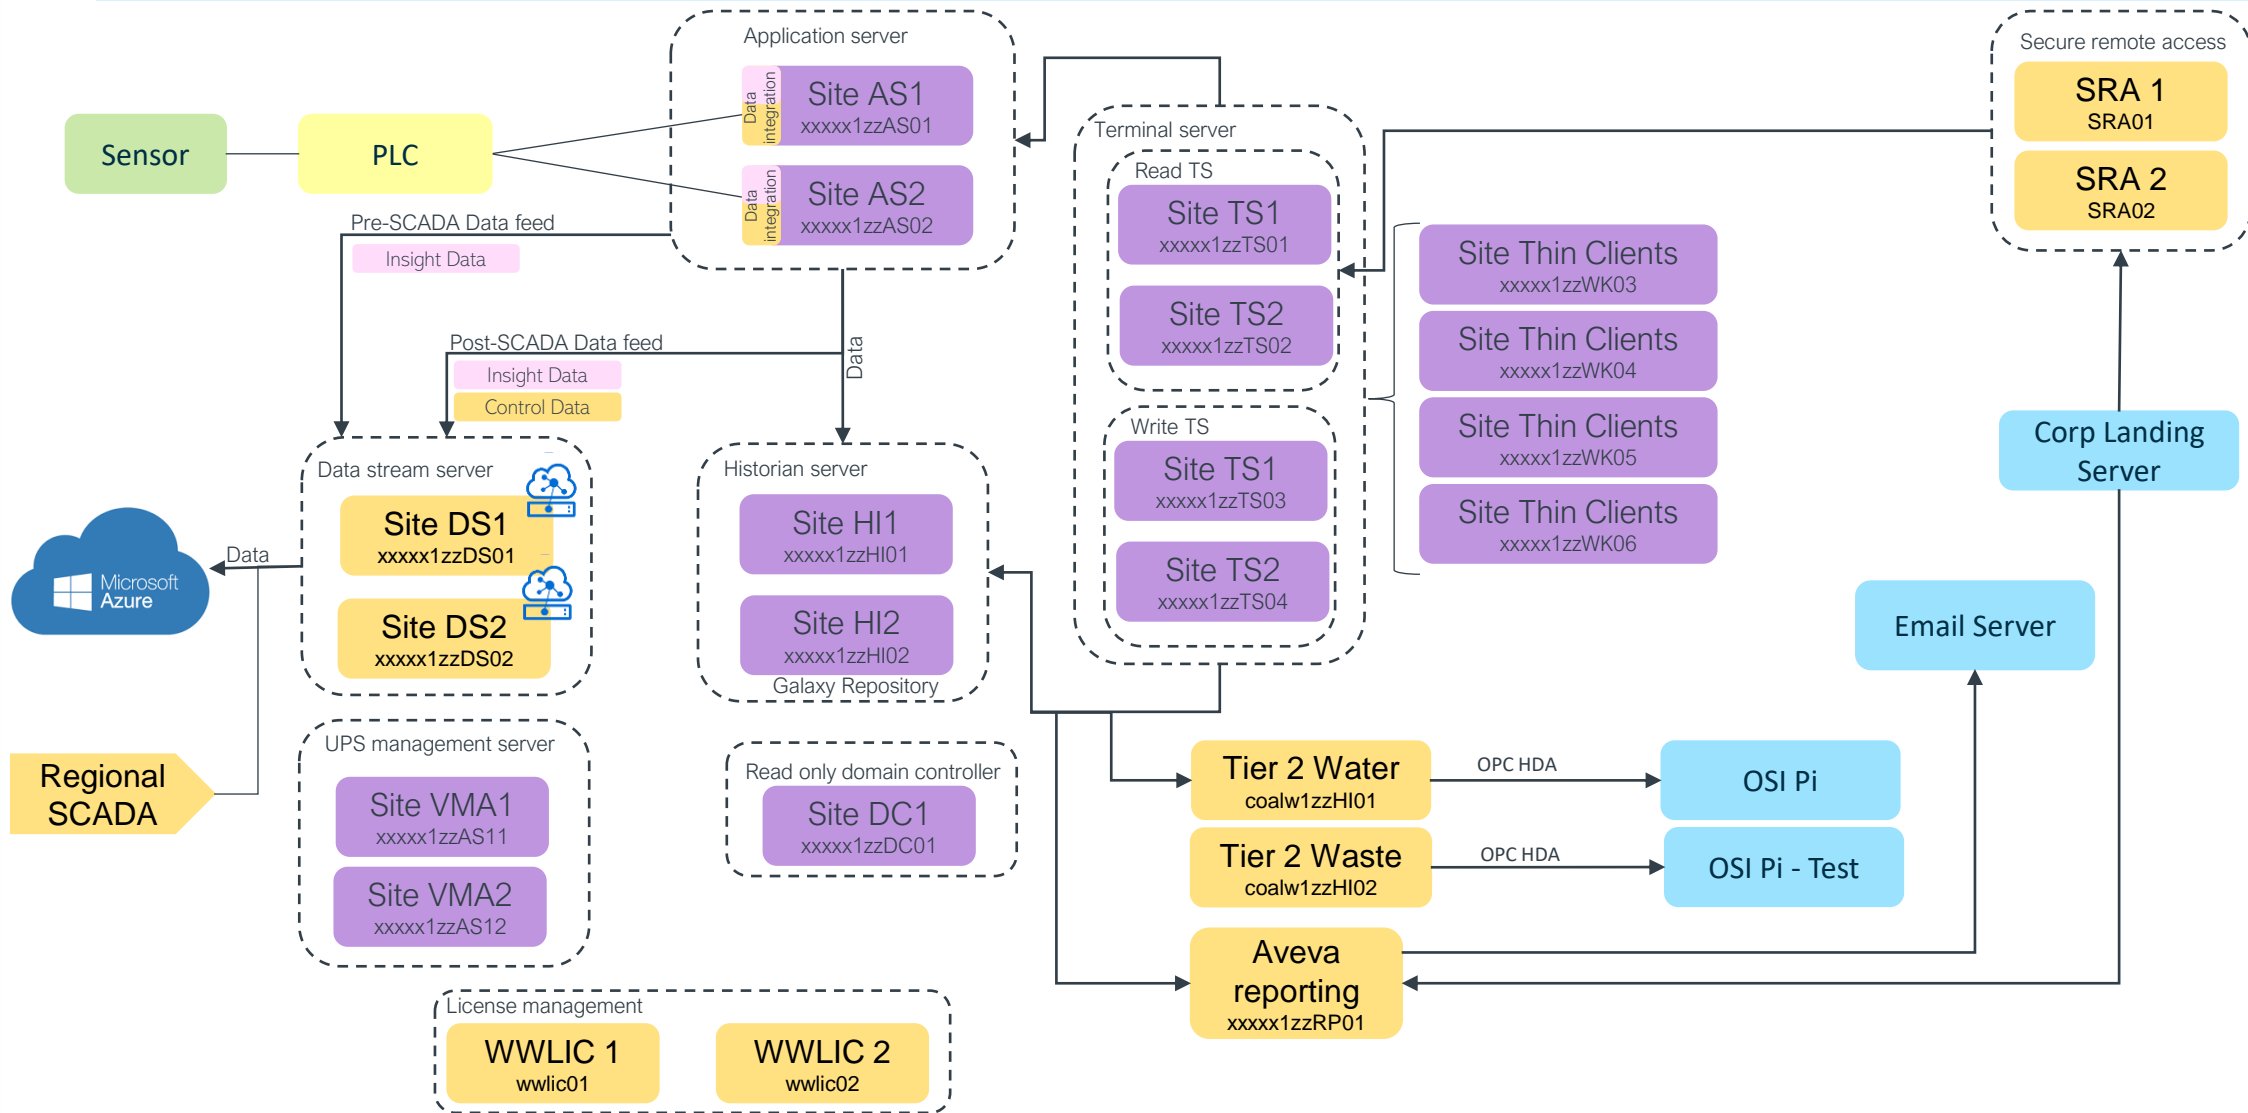 Application server
Site AS1
xxxxx1zzAS01
Data
integration
Site AS2
xxxxx1zzAS02
Data
integration
Sensor
PLC
Pre-SCADA Data feed
Insight Data
Post-SCADA Data feed
Insight Data
Control Data
Data
Terminal server
Read TS
Site TS1
xxxxx1zzTS01
Site TS2
xxxxx1zzTS02
Write TS
Site TS1
xxxxx1zzTS03
Site TS2
xxxxx1zzTS04
Site Thin Clients
xxxxx1zzWK03
Site Thin Clients
xxxxx1zzWK04
Site Thin Clients
xxxxx1zzWK05
Site Thin Clients
xxxxx1zzWK06
Secure remote access
SRA 1
SRA01
SRA 2
SRA02
Corp Landing
Server
Email Server
Data stream server
Site DS1
xxxxx1zzDS01
Site DS2
xxxxx1zzDS02
Data
Microsoft
Azure
Historian server
Site HI1
xxxxx1zzHI01
Site HI2
xxxxx1zzHI02
Galaxy Repository
Regional
SCADA
UPS management server
Site VMA1
xxxxx1zzAS11
Site VMA2
xxxxx1zzAS12
Read only domain controller
Site DC1
xxxxx1zzDC01
Tier 2 Water
coalw1zzHI01
OPC HDA
OSI Pi
Tier 2 Waste
coalw1zzHI02
OPC HDA
OSI Pi - Test
Aveva
reporting
xxxxx1zzRP01
License management
WWLIC 1
wwlic01
WWLIC 2
wwlic02